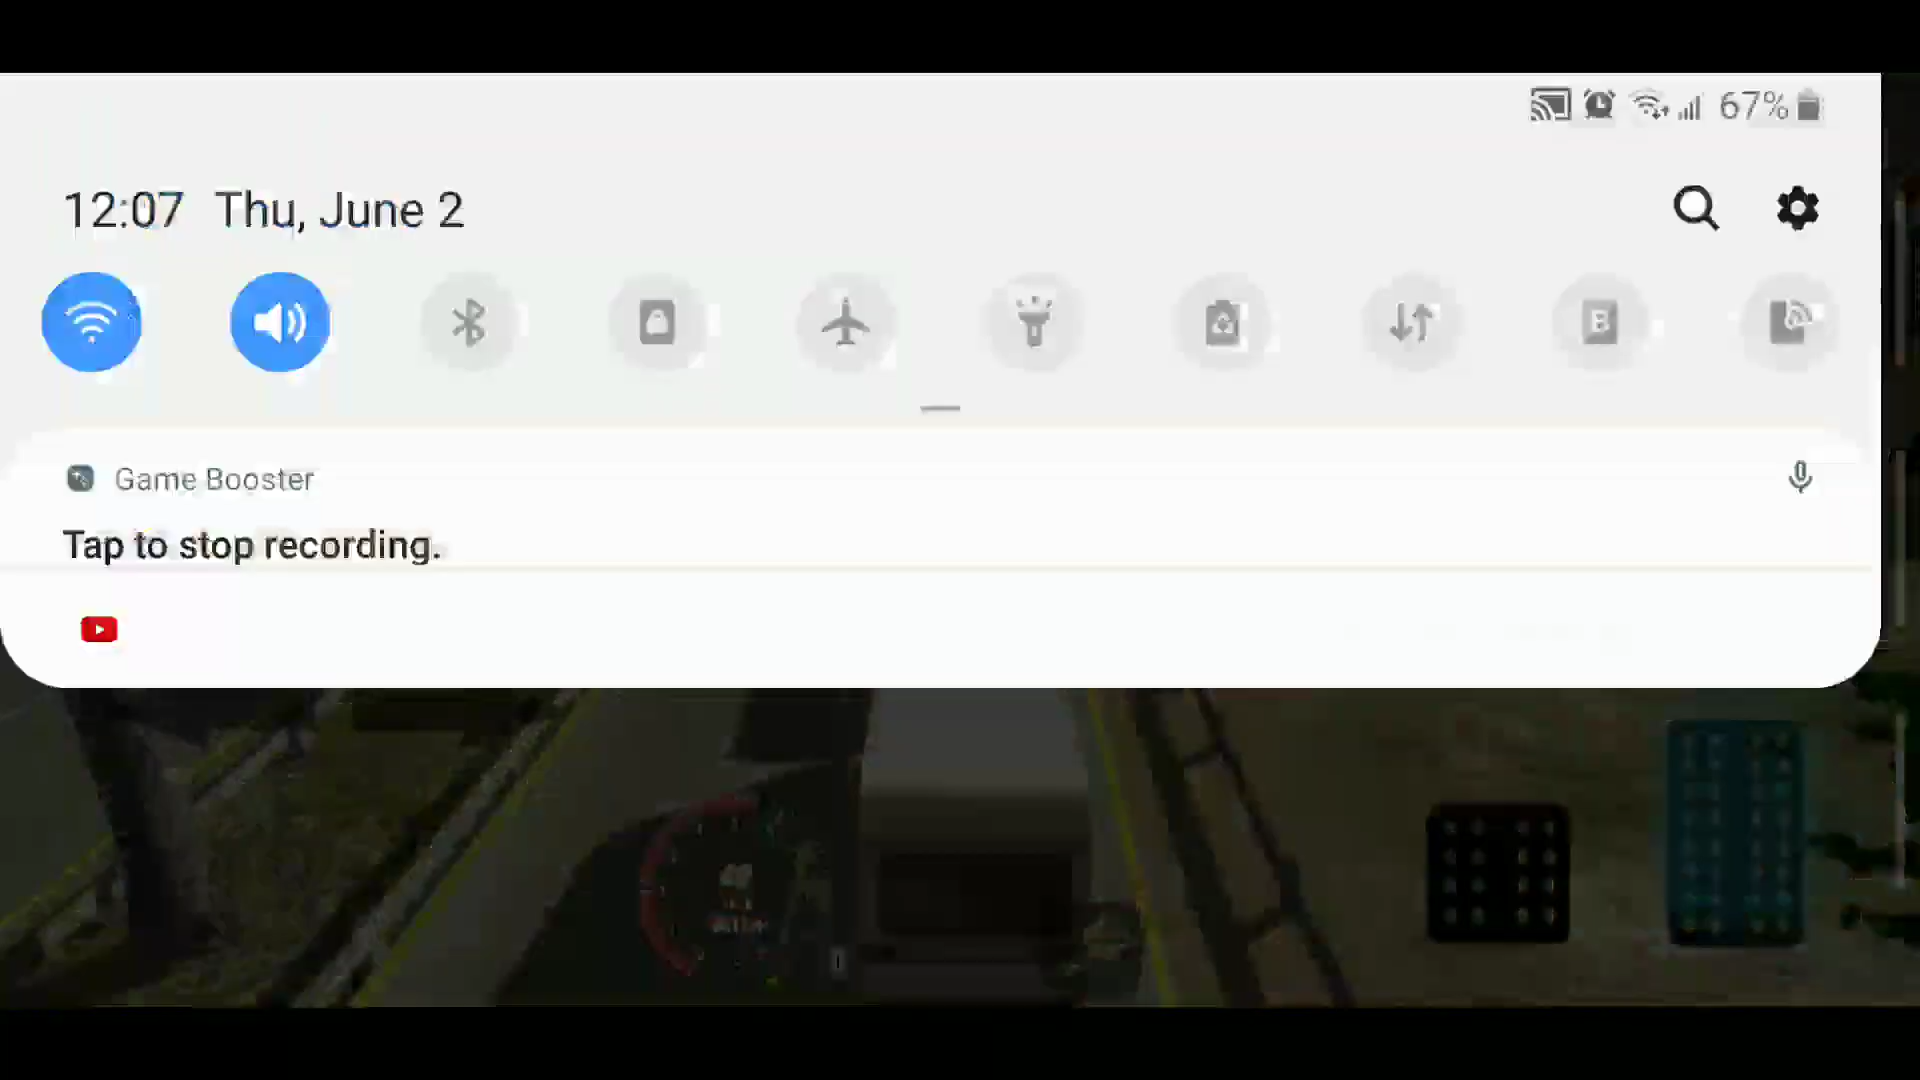 67%
12:07 Thu, June 2
B
Game Booster
Tap to stop recording.